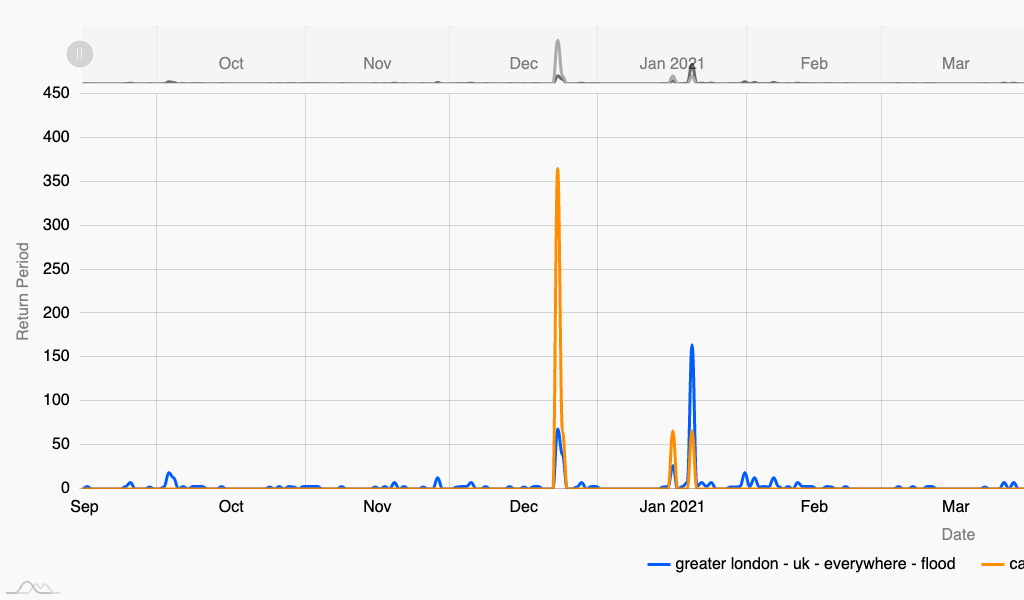 Oct Nov Dec Jan 2021 Feb Mar
450
400
350
300
250
200
150
100
50
0
Return Period
Sep Oct Nov Dec Jan 2021 Feb Mar
Date
greater london - uk - everywhere - flood ca